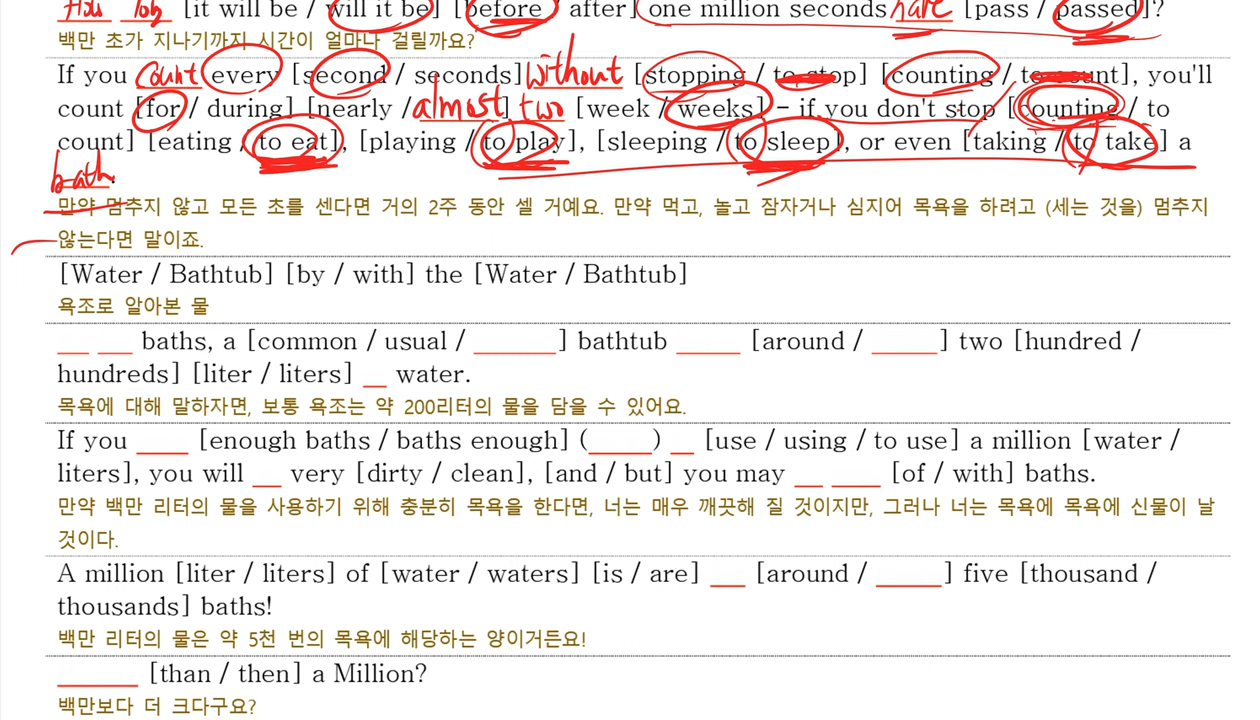 How long [it will be / will it be] [before / after] one million seconds have [pass / passed]?
백만 초가 지나기까지 시간이 얼마나 걸릴까요?
If you count every [second / seconds] without [stopping / to stop] [counting / to count], you'll
count [for / during] [nearly / almost] two [week / weeks] - if you don't stop [counting / to
count] [eating / to eat], [playing / to play], [sleeping / to sleep], or even [taking / to take] a
bath.
만약 멈추지 않고 모든 초를 센다면 거의 2주 동안 셀 거예요. 만약 먹고, 놀고 잠자거나 심지어 목욕을 하려고 (세는 것을) 멈추지
않는다면 말이죠.
[Water / Bathtub] [by / with] the [Water / Bathtub]
욕조로 알아본 물
__ __ baths, a [common / usual / ____] bathtub ____ [around / ____] two [hundred /
hundreds] [liter / liters] __ water.
목욕에 대해 말하자면, 보통 욕조는 약 200리터의 물을 담을 수 있어요.
If you ____ [enough baths / baths enough] (____) __ [use / using / to use] a million [water /
liters], you will __ very [dirty / clean], [and / but] you may __ ____ [of / with] baths.
만약 백만 리터의 물을 사용하기 위해 충분히 목욕을 한다면, 너는 매우 깨끗해 질 것이지만, 그러나 너는 목욕에 목욕에 신물이 날
것이다.
A million [liter / liters] of [water / waters] [is / are] ___ [around / ____] five [thousand /
thousands] baths!
백만 리터의 물은 약 5천 번의 목욕에 해당하는 양이거든요!
_____ [than / then] a Million?
백만보다 더 크다구요?